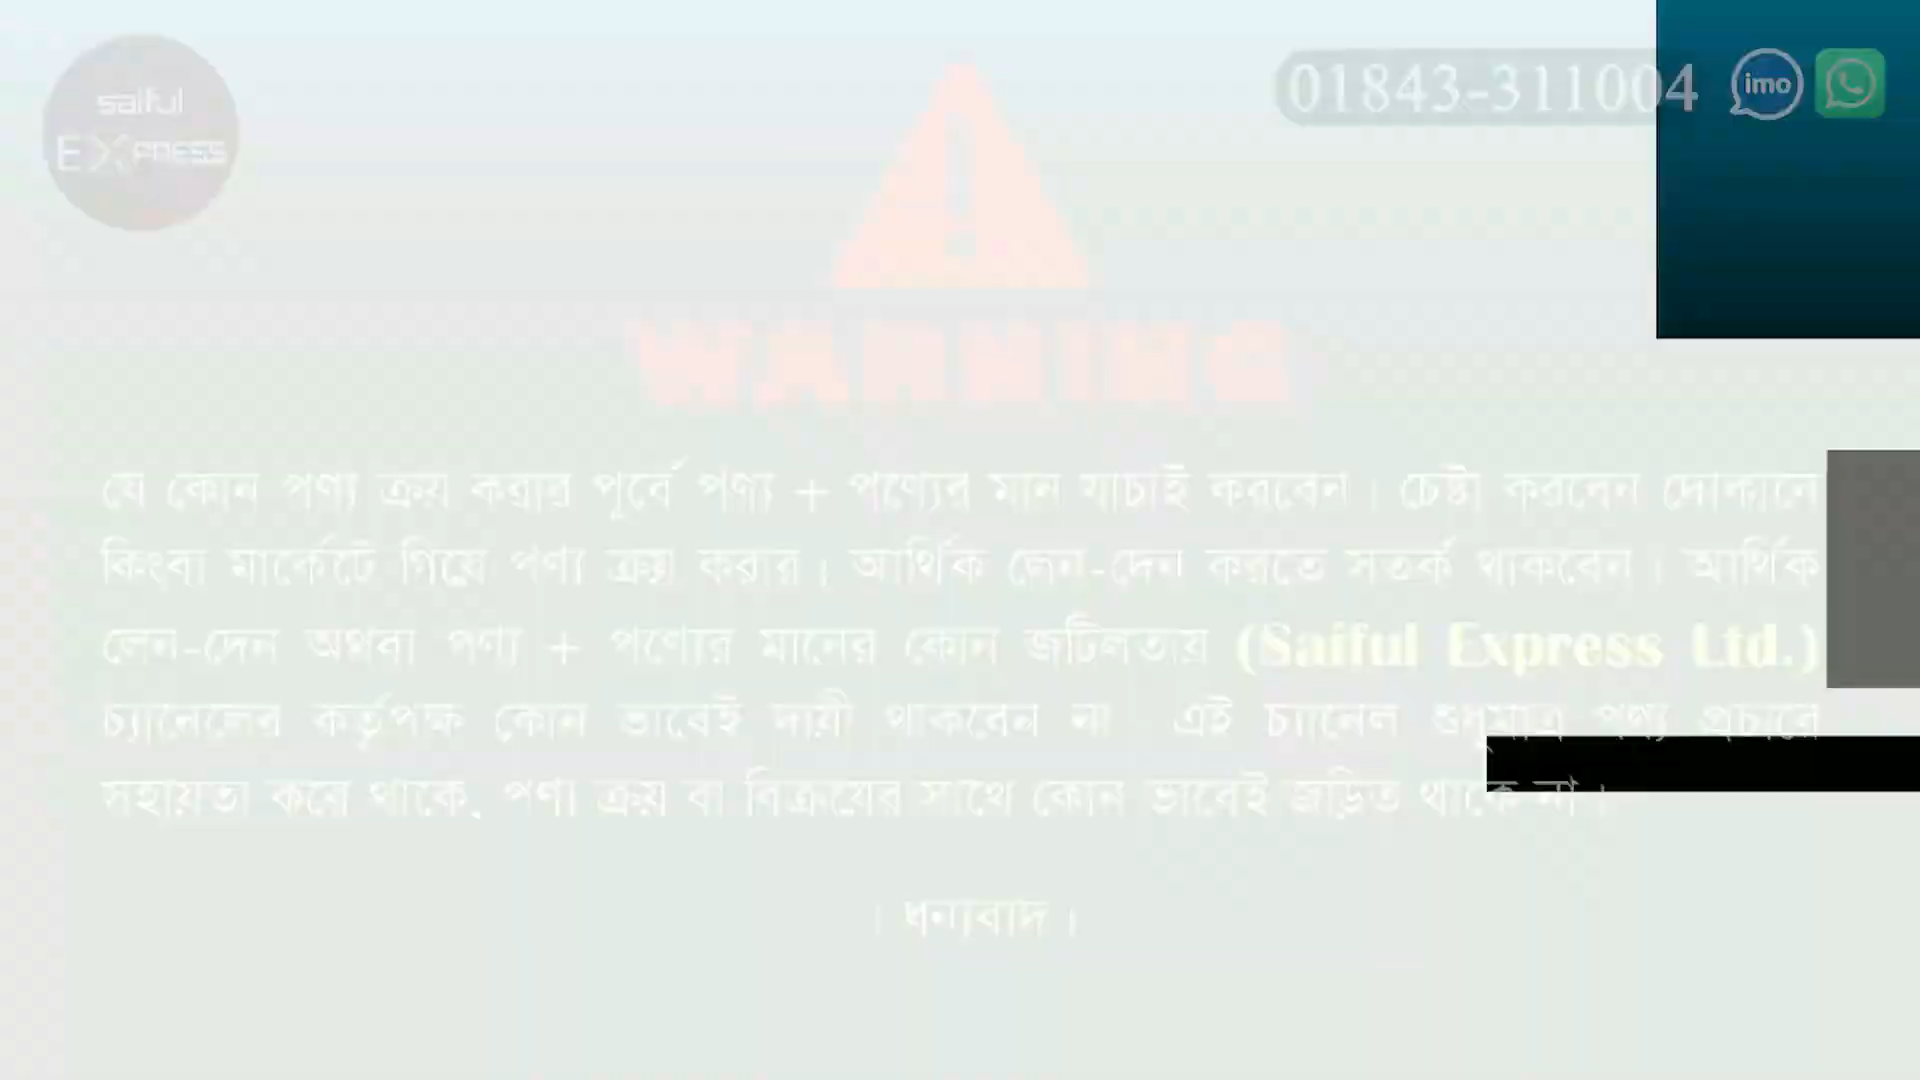 saiful
EXPRESS
01843-311004
imo
WARNING
যে কোন পণ্য ক্রয় করার পূর্বে পণ্য + পণ্যের মান যাচাই করবেন। চেষ্টা করবেন দোকানে
কিংবা মার্কেটে গিয়ে পণ্য ক্রয় করার। আর্থিক লেন-দেন করতে সতর্ক থাকবেন। আর্থিক
লেন-দেন অথবা পণ্য + পণ্যের মানের কোন জটিলতায় (Saiful Express Ltd.)
চ্যানেলের কর্তৃপক্ষ কোন ভাবেই দায়ী থাকবেন না এই চ্যানেল শুধুমাত্র পণ্য প্রচারে
সহায়তা করে থাকে, পণ্য ক্রয় বা বিক্রয়ের সাথে কোন ভাবেই জড়িত থাকে না।
। ধন্যবাদ ।